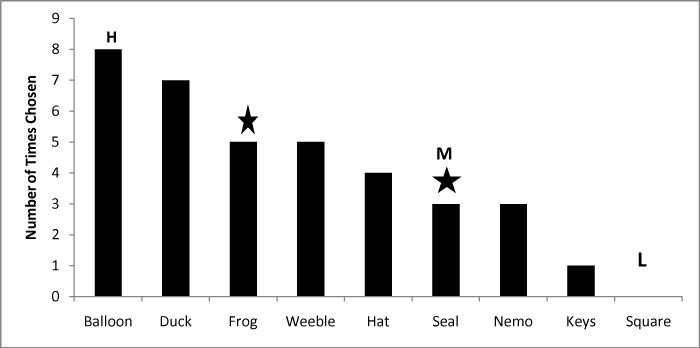 Number of Times Chosen
9
8
7
6
5
4
3
2
1
0
H
M
L
Balloon Duck Frog Weeble Hat Seal Nemo Keys Square